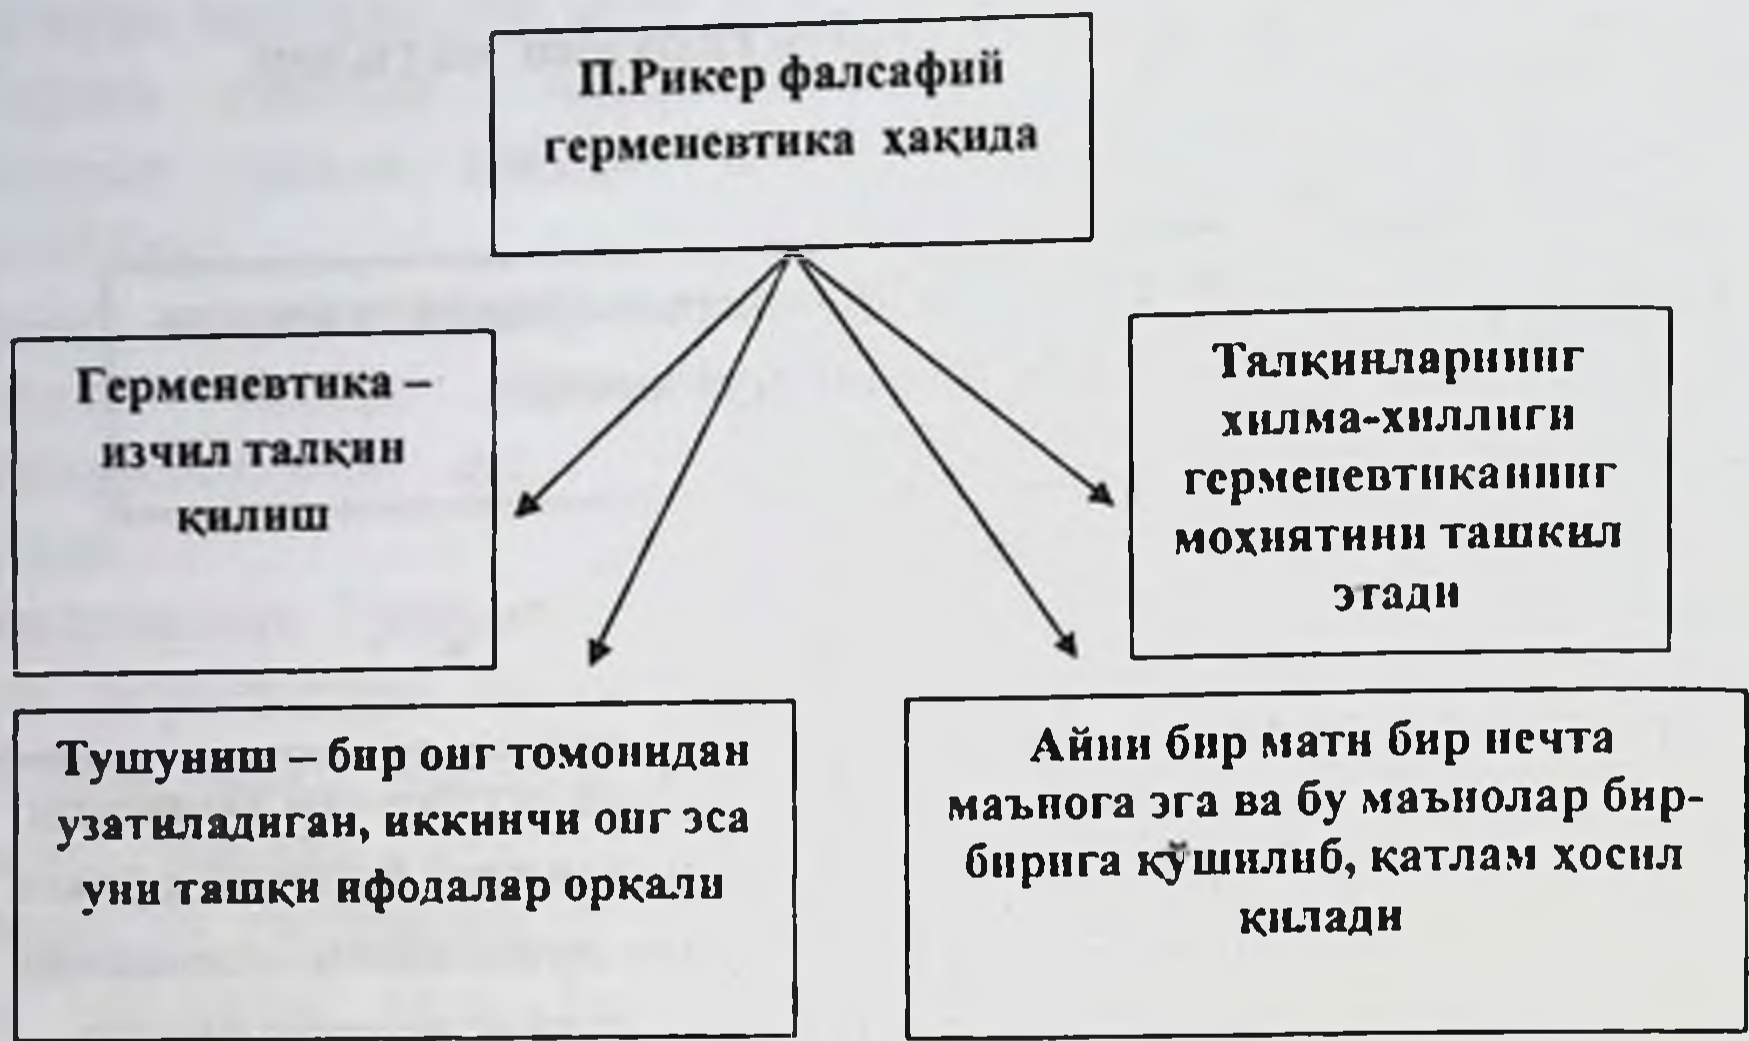 П.Рикер фалсафий
герменевтика ҳақида
Герменевтика –
изчил талқин
қилиш
Талқинларнинг
хилма-хиллиги
герменевтиканинг
моҳиятини ташкил
этади
Тушуниш – бир онг томонидан
узатиладиган, иккинчи онг эса
уни ташқи ифодалар орқали
Айни бир матн бир нечта
маънога эга ва бу маънолар бир-
бирига қўшилиб, қатлам ҳосил
қилади